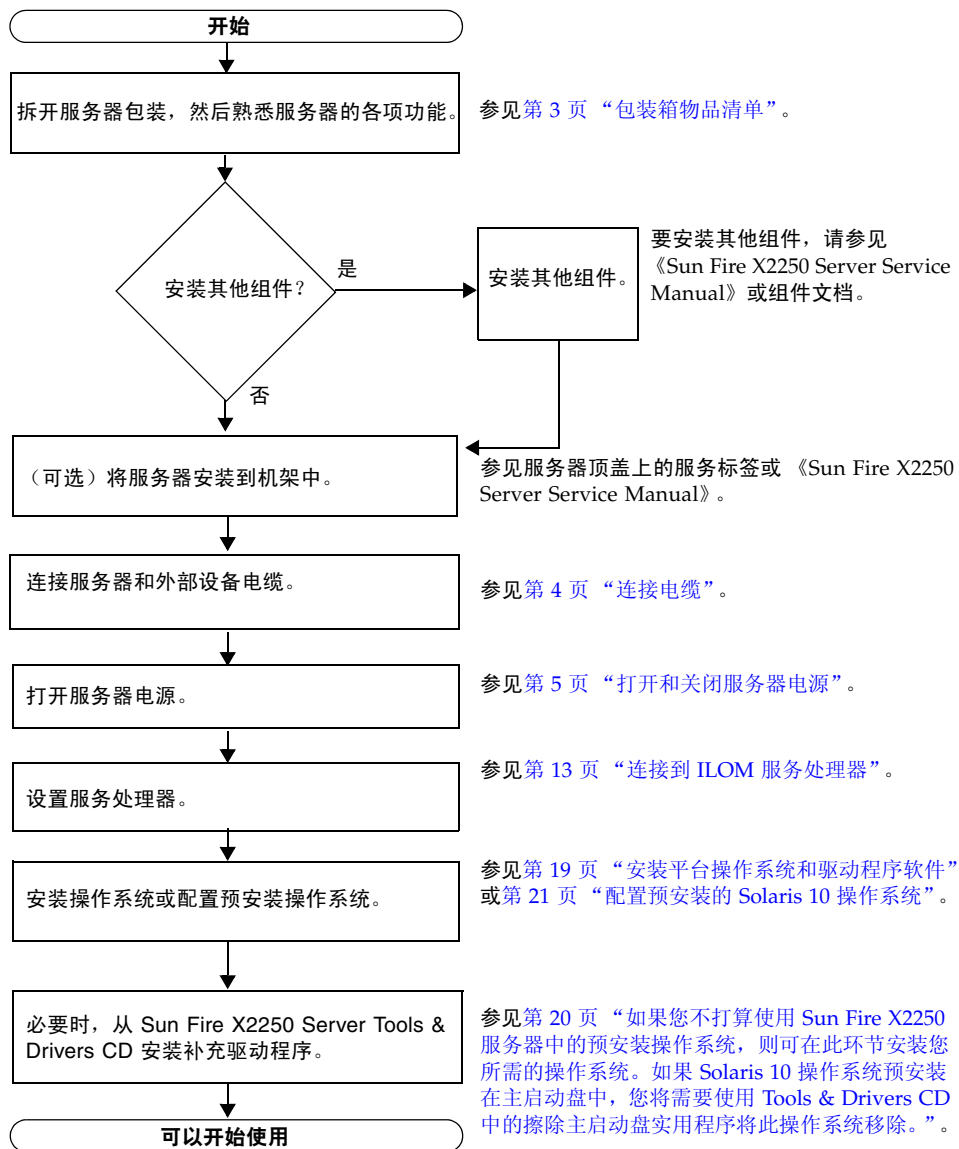 开始
拆开服务器包装，然后熟悉服务器的各项功能。
参见第 3 页 “包装箱物品清单”。
安装其他组件？
是
安装其他组件。
要安装其他组件，请参见
《Sun Fire X2250 Server Service
Manual》或组件文档。
否
（可选）将服务器安装到机架中。
参见服务器顶盖上的服务标签或 《Sun Fire X2250
Server Service Manual》。
连接服务器和外部设备电缆。
参见第 4 页 “连接电缆”。
打开服务器电源。
参见第 5 页 “打开和关闭服务器电源”。
设置服务处理器。
参见第 13 页 “连接到 ILOM 服务处理器”。
安装操作系统或配置预安装操作系统。
参见第 19 页 “安装平台操作系统和驱动程序软件”
或第 21 页 “配置预安装的 Solaris 10 操作系统”。
必要时，从 Sun Fire X2250 Server Tools &
Drivers CD 安装补充驱动程序。
参见第 20 页 “如果您不打算使用 Sun Fire X2250
服务器中的预安装操作系统，则可在此环节安装您
所需的操作系统。如果 Solaris 10 操作系统预安装
在主启动盘中，您将需要使用 Tools & Drivers CD
中的擦除主启动盘实用程序将此操作系统移除。”。
可以开始使用